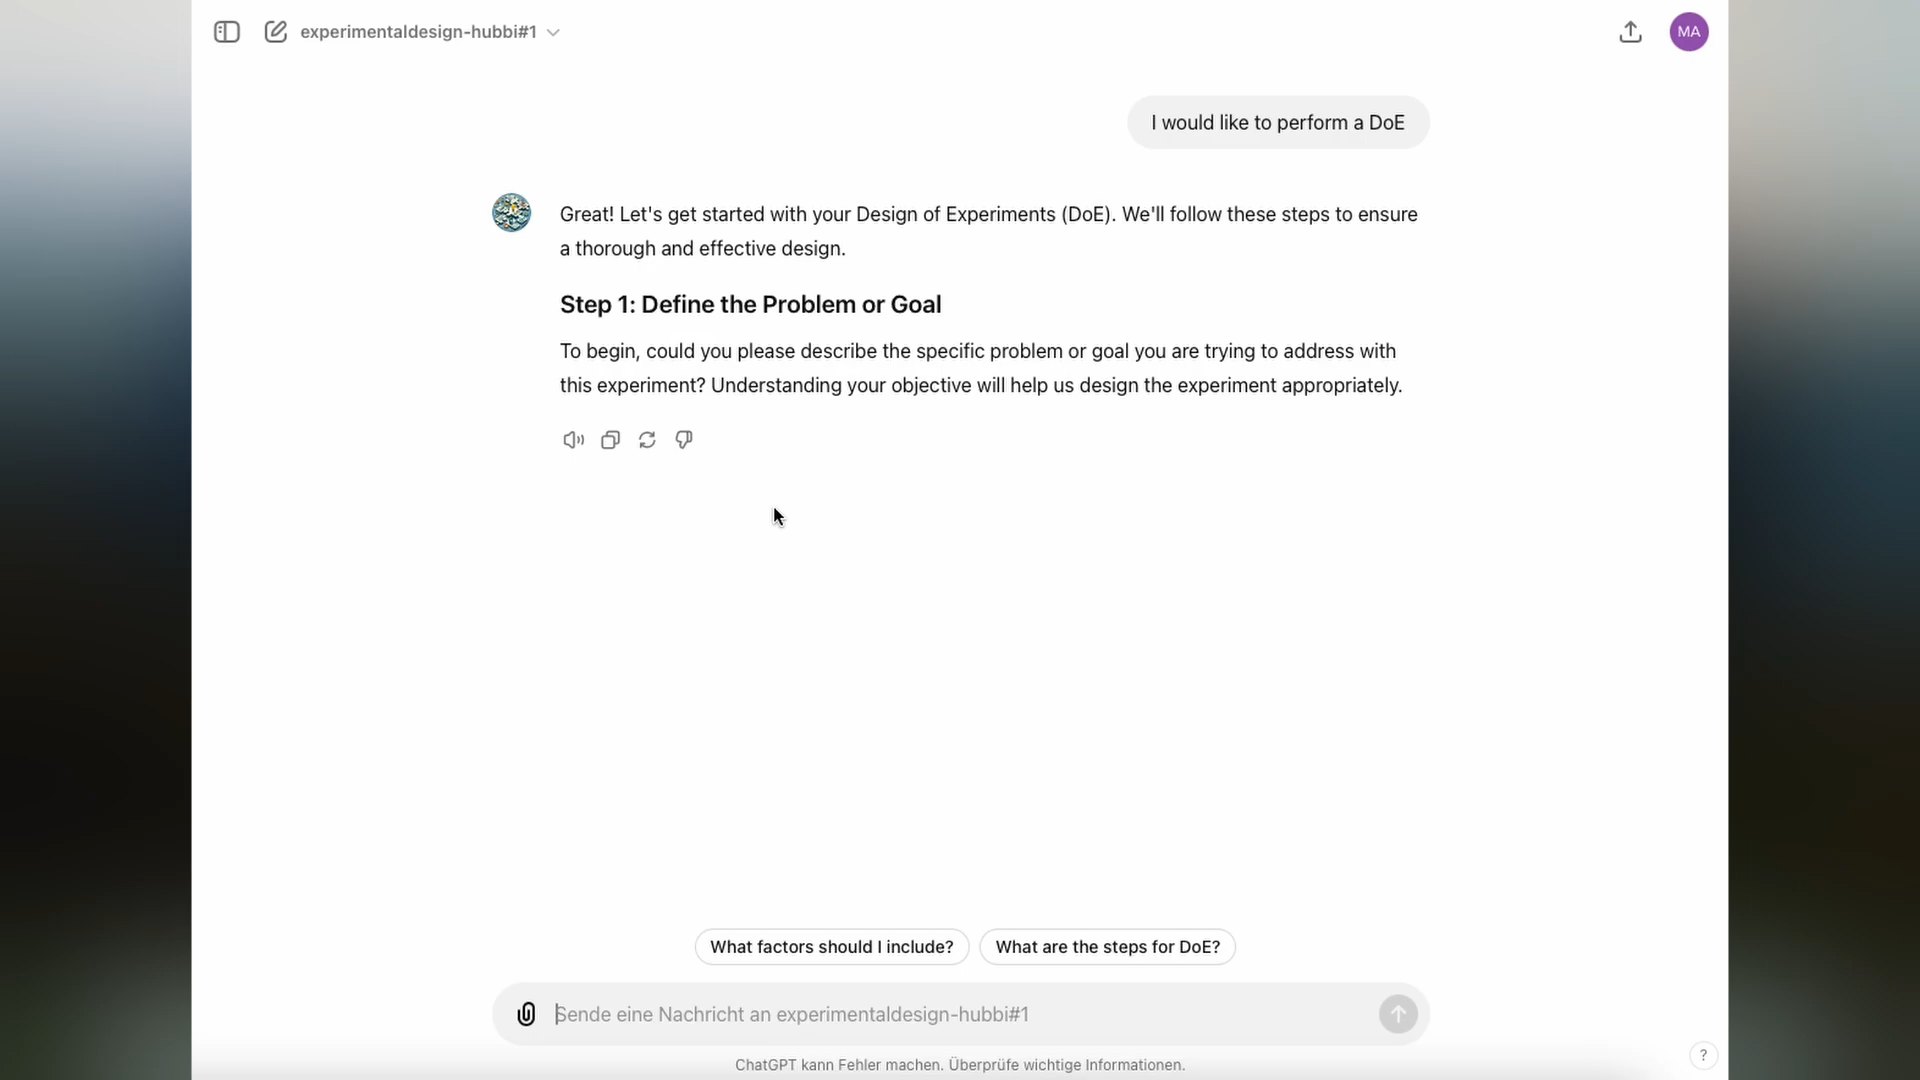 experimentaldesign-hubbi#1
MA
I would like to perform a DoE
Great! Let's get started with your Design of Experiments (DoE). We'll follow these steps to ensure
a thorough and effective design.
Step 1: Define the Problem or Goal
To begin, could you please describe the specific problem or goal you are trying to address with
this experiment? Understanding your objective will help us design the experiment appropriately.
What factors should I include?
What are the steps for DoE?
Sende eine Nachricht an experimentaldesign-hubbi#1
ChatGPT kann Fehler machen. Überprüfe wichtige Informationen.
?